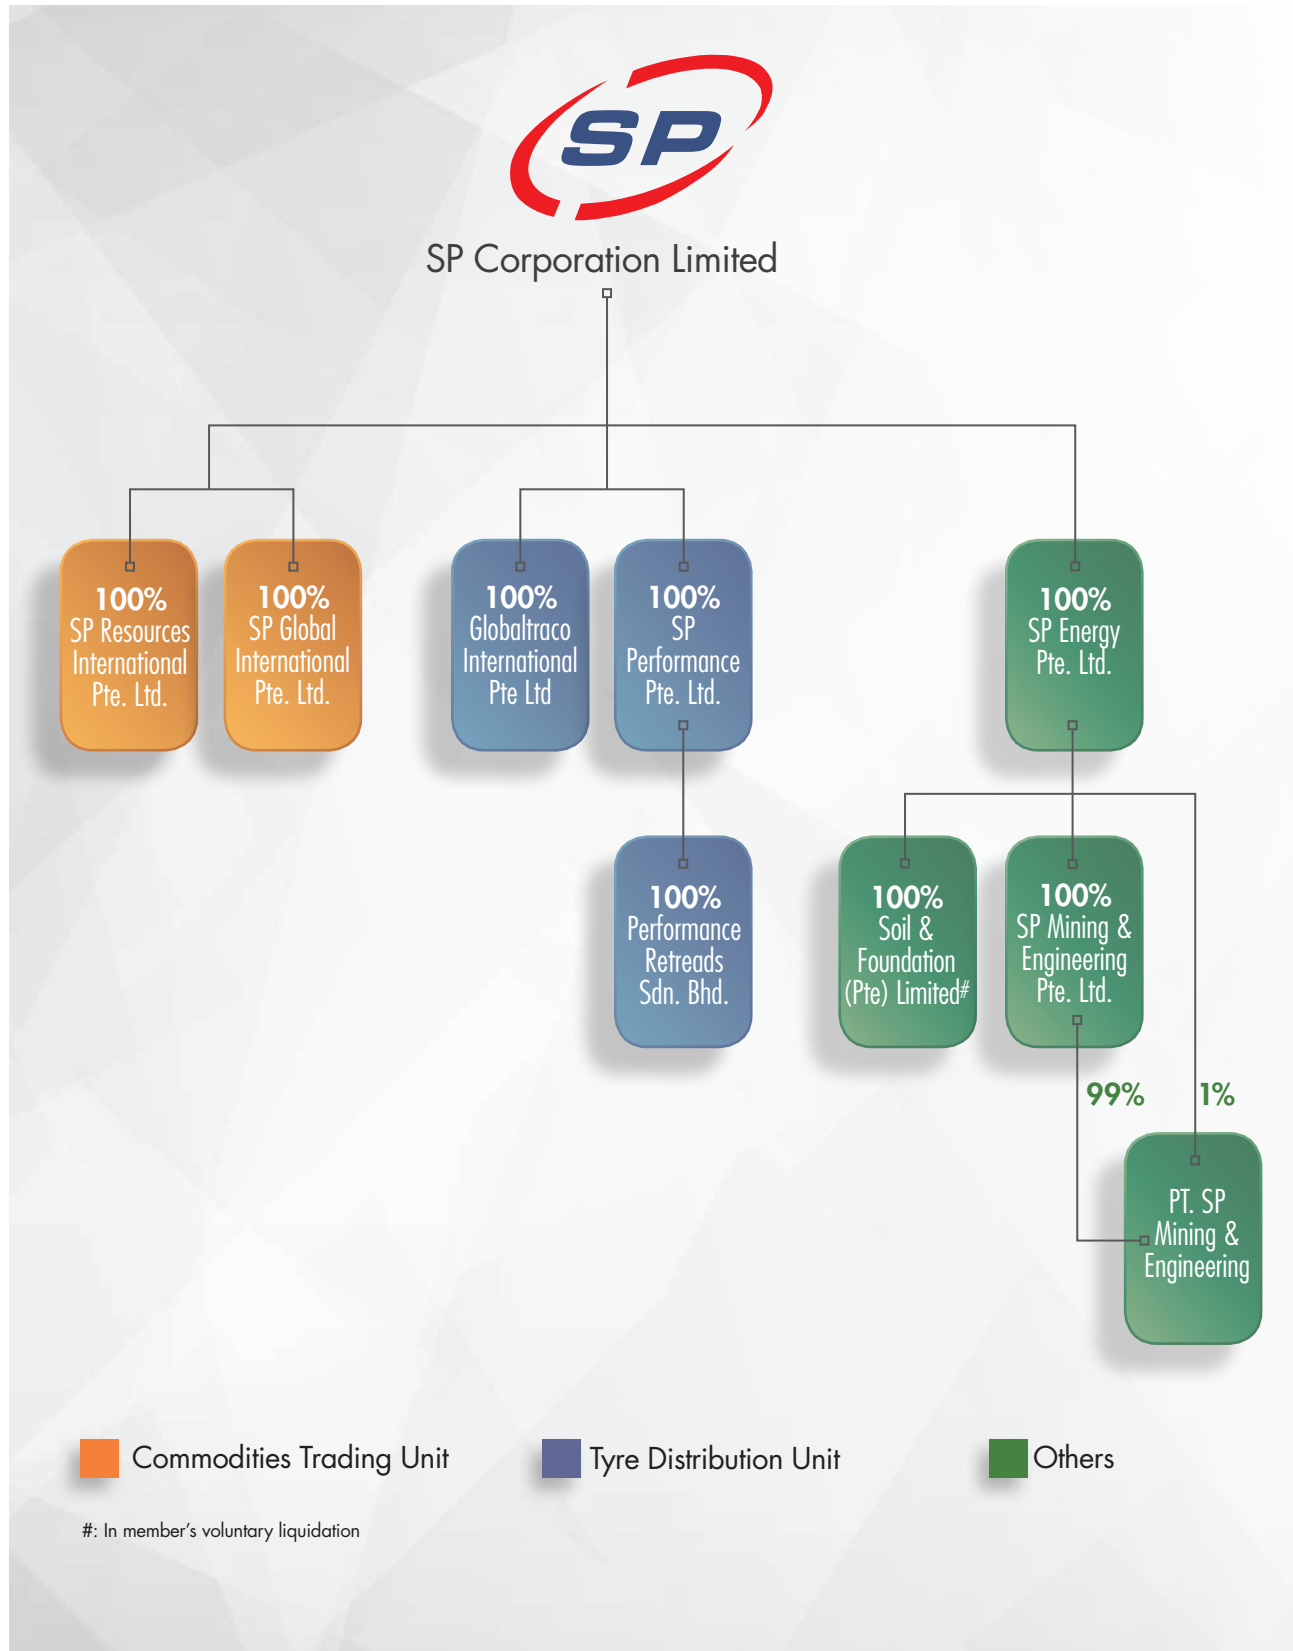 SP
SP Corporation Limited
100%
SP Resources
International
Pte. Ltd.
100%
SP Global
International
Pte. Ltd.
100%
Globaltraco
International
Pte Ltd
100%
SP
Performance
Pte. Ltd.
100%
SP Energy
Pte. Ltd.
100%
Performance
Retreads
Sdn. Bhd.
100%
Soil &
Foundation
(Pte) Limited#
100%
SP Mining &
Engineering
Pte. Ltd.
99%
1%
PT. SP
Mining &
Engineering
Commodities Trading Unit
Tyre Distribution Unit
Others
#: In member’s voluntary liquidation